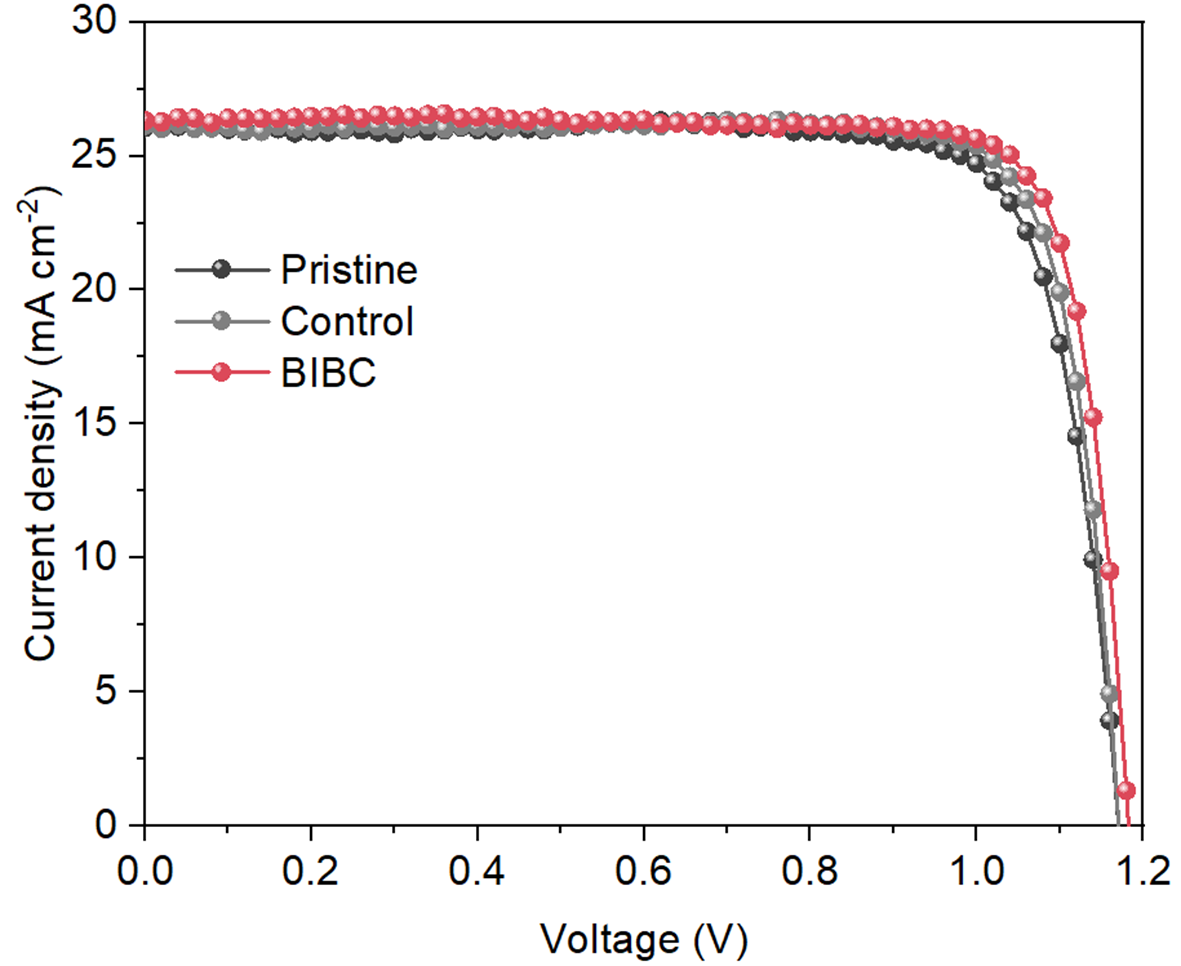 30
25
20
15
10
5
0
Current density (mA cm⁻²)
Pristine
Control
BIBC
0.0 0.2 0.4 0.6 0.8 1.0 1.2
Voltage (V)